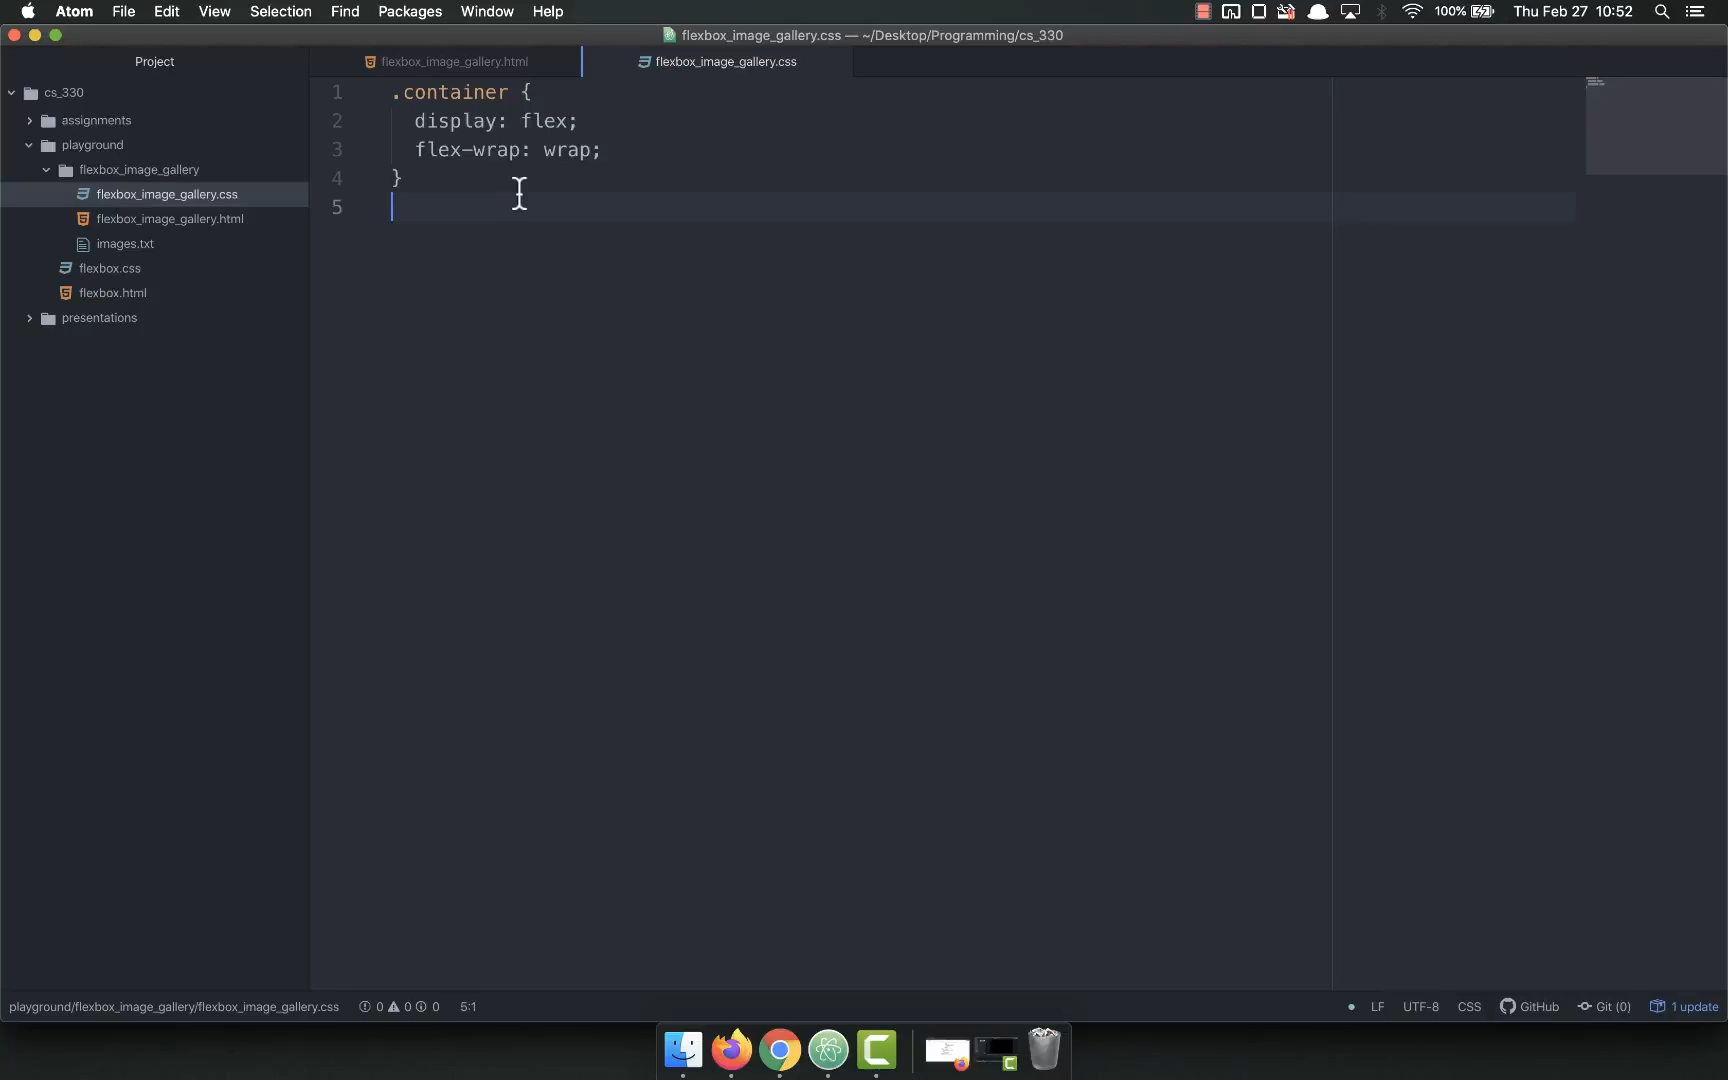 Atom File Edit View Selection Find Packages Window Help 100% Thu Feb 27 10:52
flexbox_image_gallery.css — ~/Desktop/Programming/cs_330
Project
flexbox_image_gallery.html
flexbox_image_gallery.css
cs_330
assignments
playground
flexbox_image_gallery
flexbox_image_gallery.css
flexbox_image_gallery.html
images.txt
flexbox.css
flexbox.html
presentations
1 .container {
2 display: flex;
3 flex-wrap: wrap;
4 }
5
playground/flexbox_image_gallery/flexbox_image_gallery.css 0 0 0 5:1 LF UTF-8 CSS GitHub Git (0) 1 update